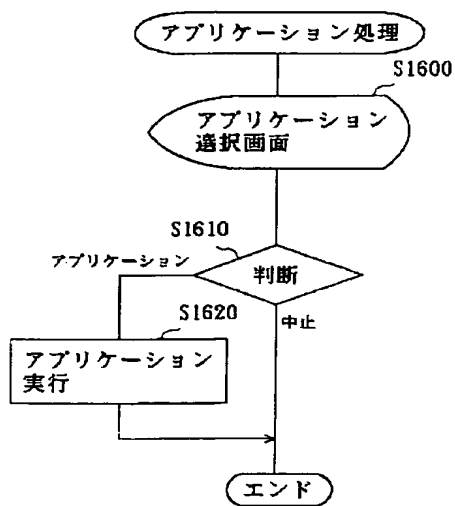 アプリケーション処理
S1600
アプリケーション
選択画面
S1610
アプリケーション
判断
中止
S1620
アプリケーション
実行
エンド